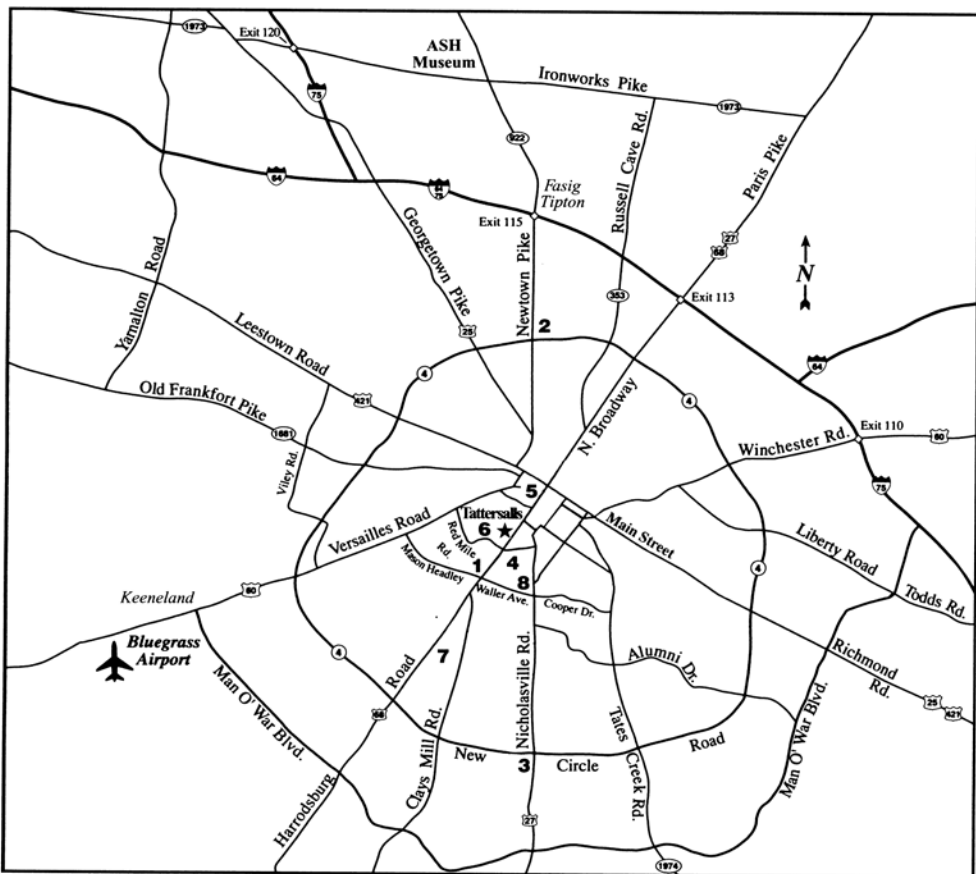 1973
Exit 120
ASH
Museum
Ironworks Pike
1973
75
922
Russell Cave Rd.
Paris Pike
64
Fasig
Tipton
Exit 115
Georgetown Pike
Newtown Pike
27
68
N
Yarnalton Road
353
Exit 113
2
25
Leestown Road
4
421
4
64
Old Frankfort Pike
N. Broadway
1681
Winchester Rd.
Exit 110
60
Viley Rd.
75
5
Versailles Road
Tattersalls
6
Main Street
Red Mile
Rd.
4
Liberty Road
Mason Headley
1
8
4
Waller Ave.
Cooper Dr.
Todds Rd.
Keeneland
60
Bluegrass
Airport
4
7
Alumni Dr.
Richmond
Rd.
Man O' War Blvd.
Road
68
Nicholasville Rd.
25
421
Clays Mill Rd.
New
Circle
Road
3
Tates
Creek Rd.
Man O' War Blvd.
Harrodsburg
27
1974